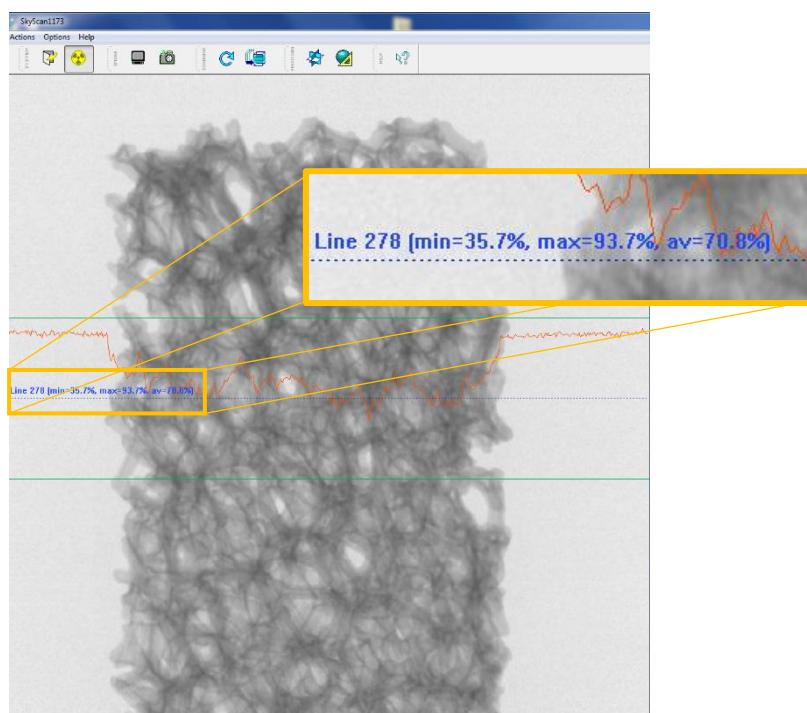 SkyScan1173
Actions Options Help
Line 278 (min=35.7%, max=93.7%, av=70.8%)
Line 278 (min=35.7%, max=93.7%, av=70.8%)